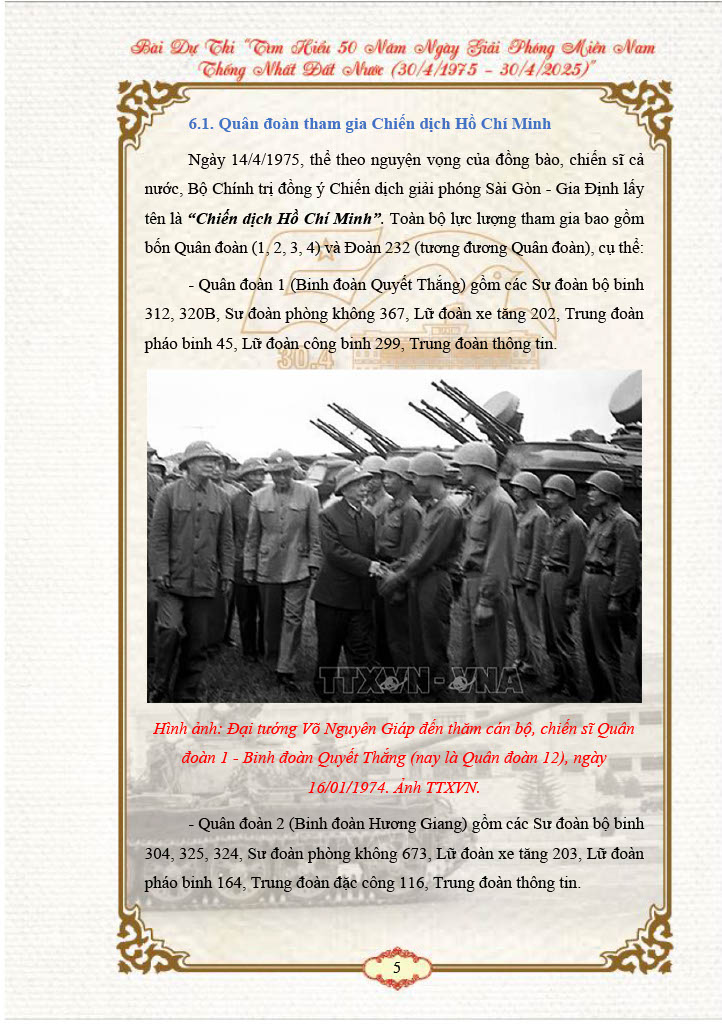 Bài Dự Thi "Tìm Hiểu 50 Năm Ngày Giải Phóng Miền Nam
Thống Nhất Đất Nước (30/4/1975 – 30/4/2025)"
6.1. Quân đoàn tham gia Chiến dịch Hồ Chí Minh
Ngày 14/4/1975, thể theo nguyện vọng của đồng bào, chiến sĩ cả
nước, Bộ Chính trị đồng ý Chiến dịch giải phóng Sài Gòn - Gia Định lấy
tên là “Chiến dịch Hồ Chí Minh”. Toàn bộ lực lượng tham gia bao gồm
bốn Quân đoàn (1, 2, 3, 4) và Đoàn 232 (tương đương Quân đoàn), cụ thể:
- Quân đoàn 1 (Binh đoàn Quyết Thắng) gồm các Sư đoàn bộ binh
312, 320B, Sư đoàn phòng không 367, Lữ đoàn xe tăng 202, Trung đoàn
pháo binh 45, Lữ đoàn công binh 299, Trung đoàn thông tin.
30.4
TTXVN - VNA
Hình ảnh: Đại tướng Võ Nguyên Giáp đến thăm cán bộ, chiến sĩ Quân
đoàn 1 - Binh đoàn Quyết Thắng (nay là Quân đoàn 12), ngày
16/01/1974. Ảnh TTXVN.
- Quân đoàn 2 (Binh đoàn Hương Giang) gồm các Sư đoàn bộ binh
304, 325, 324, Sư đoàn phòng không 673, Lữ đoàn xe tăng 203, Lữ đoàn
pháo binh 164, Trung đoàn đặc công 116, Trung đoàn thông tin.
5